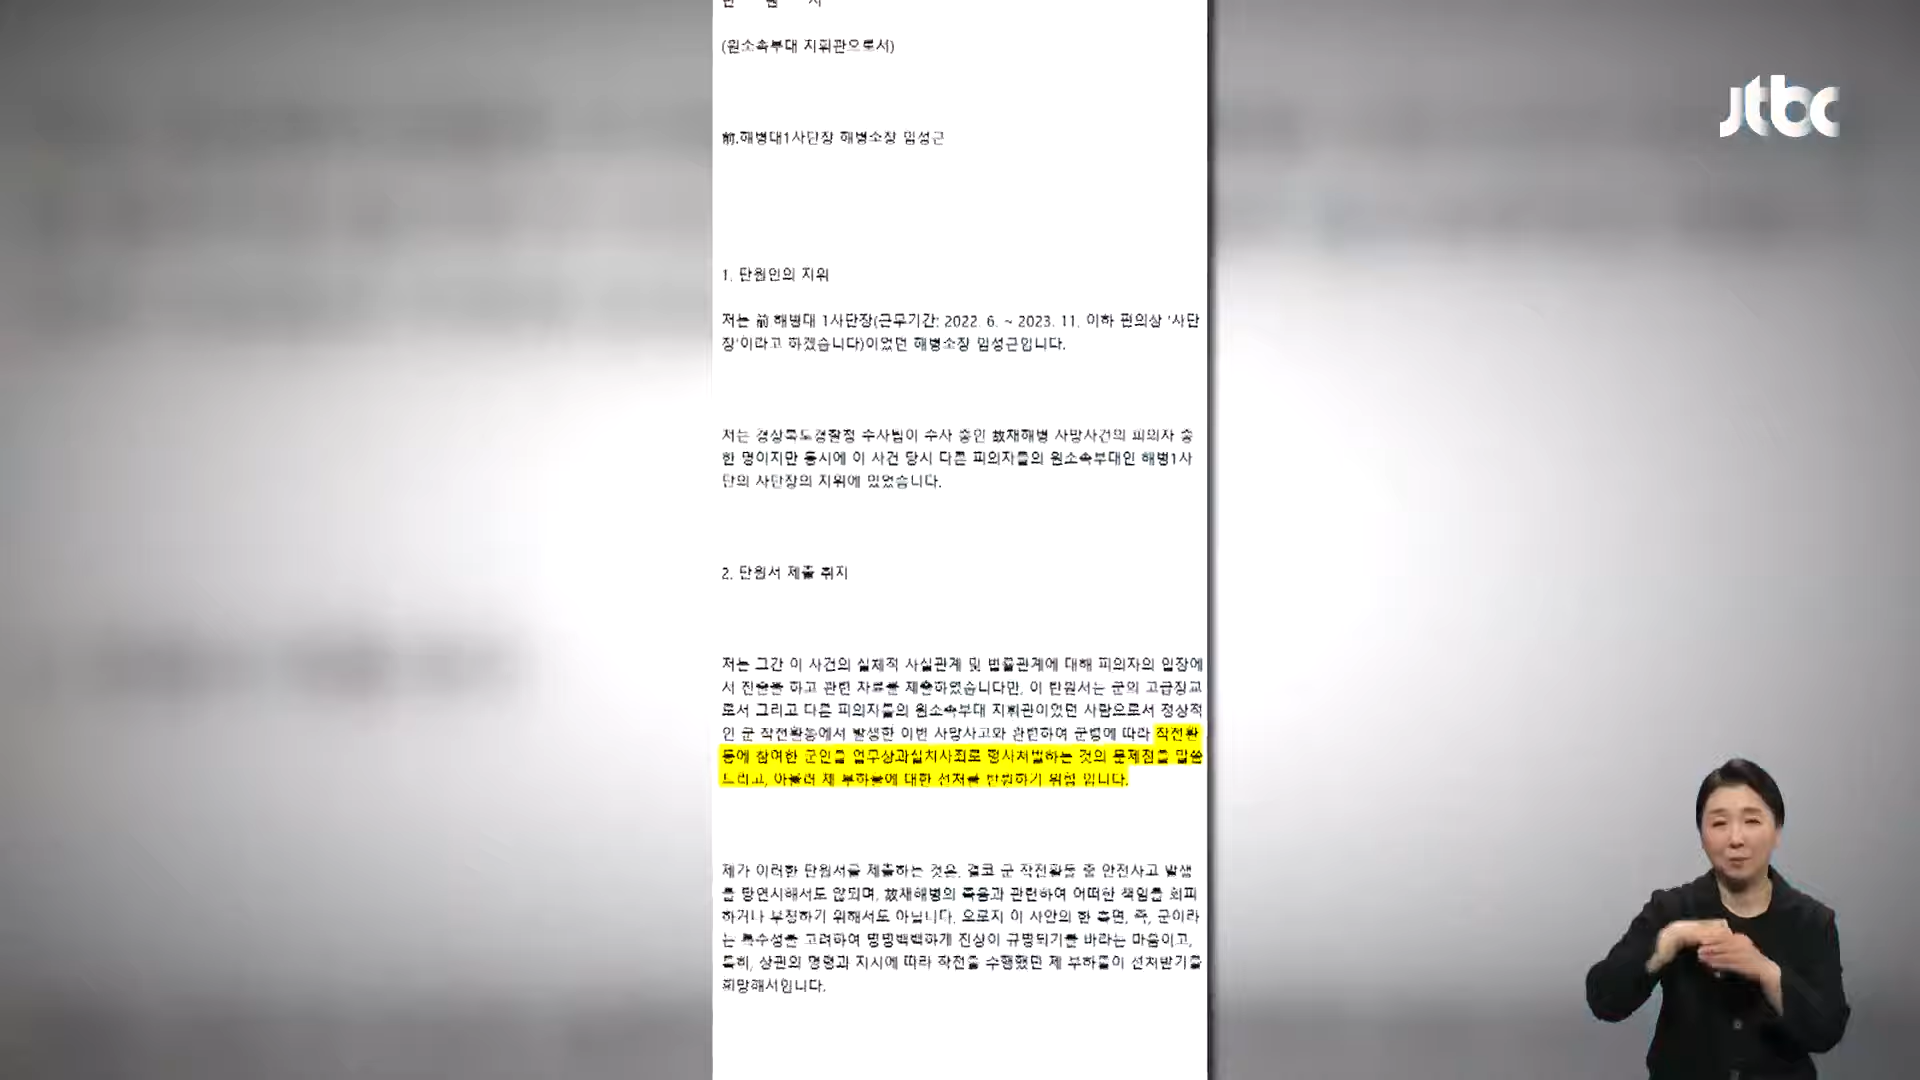 탄 원 서
(원소속부대 지휘관으로서)
jtbc
前.해병대1사단장 해병소장 임성근
1. 탄원인의 지위
저는 前 해병대 1사단장(근무기간: 2022. 6. ~ 2023. 11. 이하 편의상 '사단
장'이라고 하겠습니다)이었던 해병소장 임성근입니다.
저는 경상북도경찰청 수사팀이 수사 중인 故채해병 사망사건의 피의자 중
한 명이지만 동시에 이 사건 당시 다른 피의자들의 원소속부대인 해병1사
단의 사단장의 지위에 있었습니다.
2. 탄원서 제출 취지
저는 그간 이 사건의 실체적 사실관계 및 법률관계에 대해 피의자의 입장에
서 진술을 하고 관련 자료를 제출하였습니다만, 이 탄원서는 군의 고급장교
로서 그리고 다른 피의자들의 원소속부대 지휘관이었던 사람으로서 정상적
인 군 작전활동에서 발생한 이번 사망사고와 관련하여 군령에 따라 작전활
동에 참여한 군인을 업무상과실치사죄로 형사처벌하는 것의 문제점을 말씀
드리고, 아울러 제 부하들에 대한 선처를 탄원하기 위함 입니다.
제가 이러한 탄원서를 제출하는 것은, 결코 군 작전활동 중 안전사고 발생
을 당연시해서도 않되며, 故채해병의 죽음과 관련하여 어떠한 책임을 회피
하거나 부정하기 위해서도 아닙니다. 오로지 이 사안의 한 측면, 즉, 군이라
는 특수성을 고려하여 명명백백하게 진상이 규명되기를 바라는 마음이고,
특히, 상관의 명령과 지시에 따라 작전을 수행했던 제 부하들이 선처받기를
희망해서입니다.